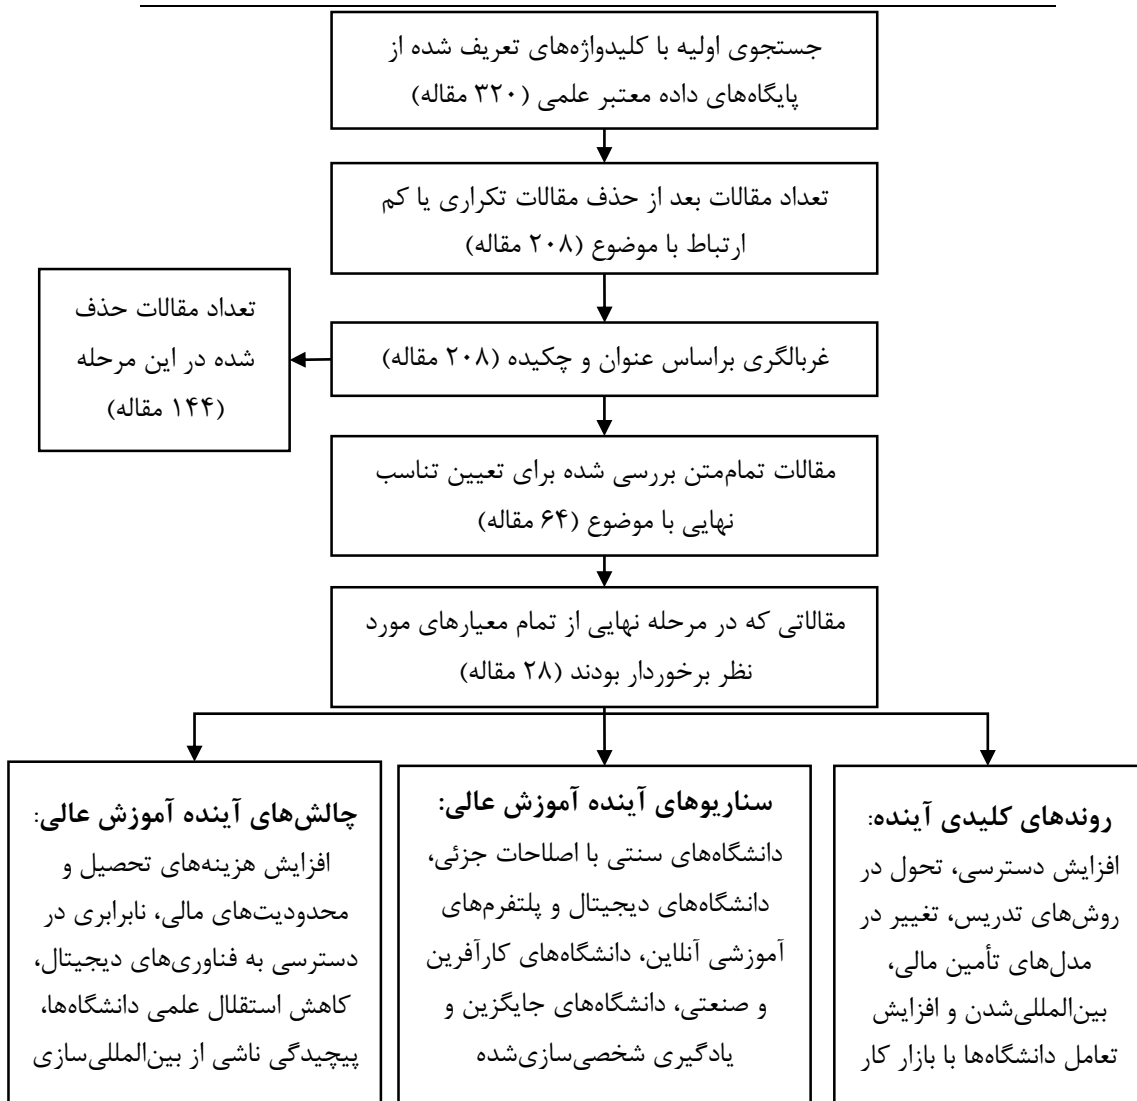 جستجوی اولیه با کلیدواژه‌های تعریف شده از
پایگاه‌های داده معتبر علمی (۳۲۰ مقاله)
تعداد مقالات بعد از حذف مقالات تکراری یا کم
ارتباط با موضوع (۲۰۸ مقاله)
غربالگری براساس عنوان و چکیده (۲۰۸ مقاله)
تعداد مقالات حذف
شده در این مرحله
(۱۴۴ مقاله)
مقالات تمام‌متن بررسی شده برای تعیین تناسب
نهایی با موضوع (۶۴ مقاله)
مقالاتی که در مرحله نهایی از تمام معیارهای مورد
نظر برخوردار بودند (۲۸ مقاله)
روندهای کلیدی آینده:
افزایش دسترسی، تحول در
روش‌های تدریس، تغییر در
مدل‌های تأمین مالی،
بین‌المللی‌شدن و افزایش
تعامل دانشگاه‌ها با بازار کار
سناریوهای آینده آموزش عالی:
دانشگاه‌های سنتی با اصلاحات جزئی،
دانشگاه‌های دیجیتال و پلتفرم‌های
آموزشی آنلاین، دانشگاه‌های کارآفرین
و صنعتی، دانشگاه‌های جایگزین و
یادگیری شخصی‌سازی‌شده
چالش‌های آینده آموزش عالی:
افزایش هزینه‌های تحصیل و
محدودیت‌های مالی، نابرابری در
دسترسی به فناوری‌های دیجیتال،
کاهش استقلال علمی دانشگاه‌ها،
پیچیدگی ناشی از بین‌المللی‌سازی